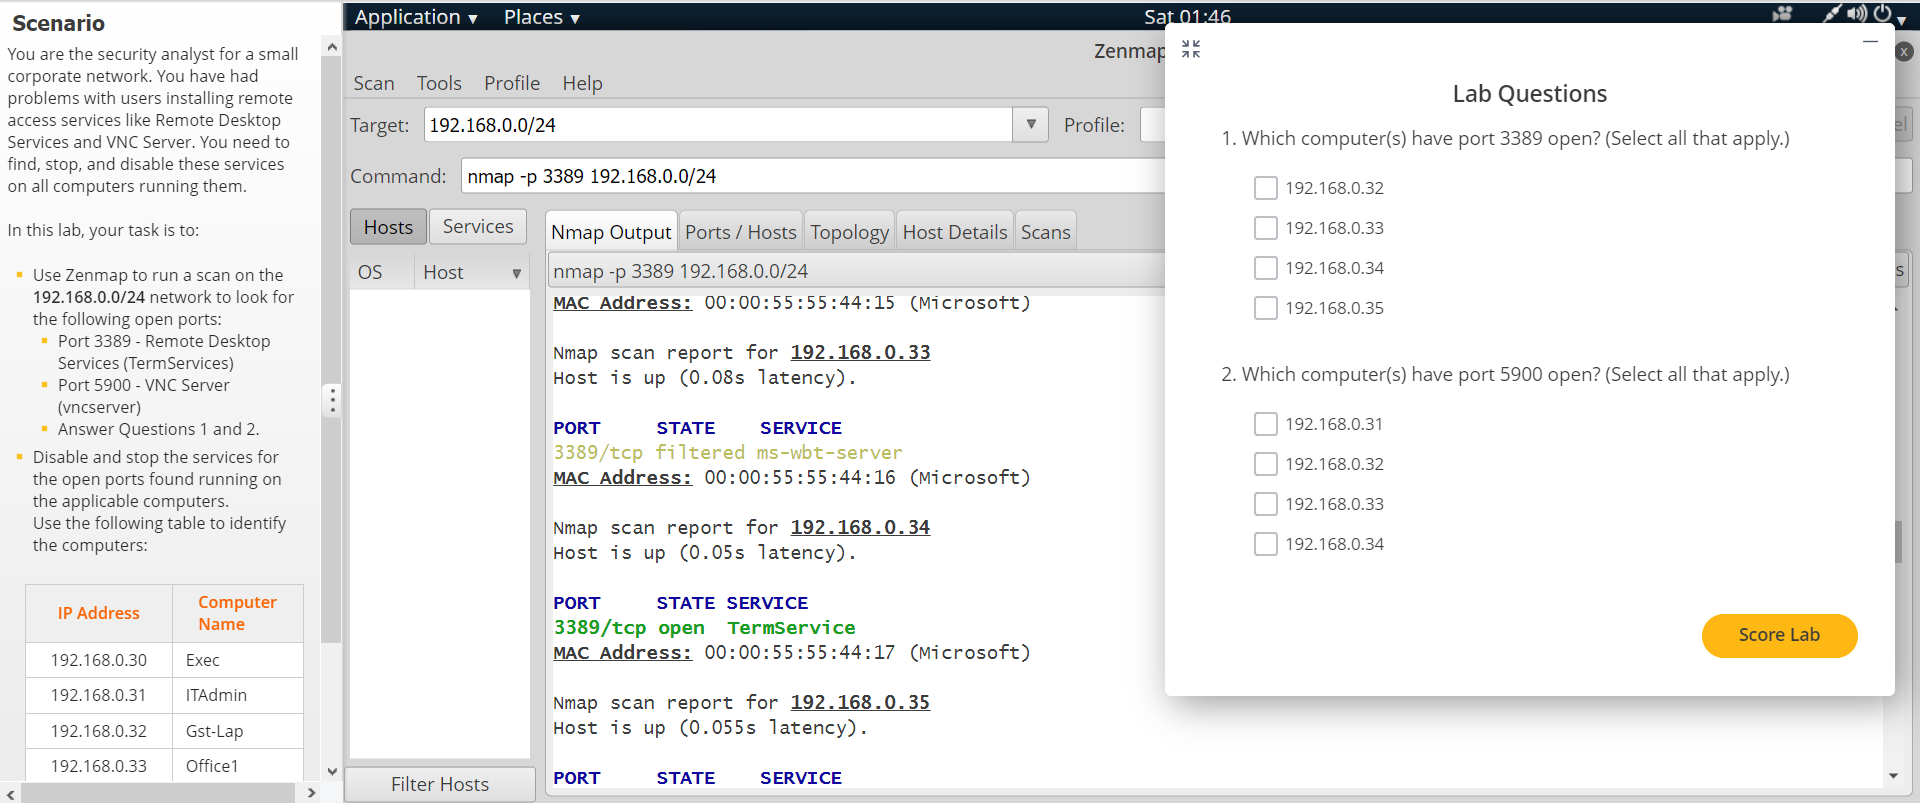 Scenario
You are the security analyst for a small
corporate network. You have had
problems with users installing remote
access services like Remote Desktop
Services and VNC Server. You need to
find, stop, and disable these services
on all computers running them.
In this lab, your task is to:
Use Zenmap to run a scan on the
192.168.0.0/24 network to look for
the following open ports:
Port 3389 - Remote Desktop
Services (TermServices)
Port 5900 - VNC Server
(vncserver)
Answer Questions 1 and 2.
Disable and stop the services for
the open ports found running on
the applicable computers.
Use the following table to identify
the computers:
IP Address Computer Name
192.168.0.30 Exec
192.168.0.31 ITAdmin
192.168.0.32 Gst-Lap
192.168.0.33 Office1
Application Places Sat 01:46
Zenmap
Scan Tools Profile Help
Target: 192.168.0.0/24 Profile:
Command: nmap -p 3389 192.168.0.0/24
Hosts Services
OS Host
Filter Hosts
Nmap Output Ports / Hosts Topology Host Details Scans
nmap -p 3389 192.168.0.0/24
MAC Address: 00:00:55:55:44:15 (Microsoft)
Nmap scan report for 192.168.0.33
Host is up (0.08s latency).
PORT STATE SERVICE
3389/tcp filtered ms-wbt-server
MAC Address: 00:00:55:55:44:16 (Microsoft)
Nmap scan report for 192.168.0.34
Host is up (0.05s latency).
PORT STATE SERVICE
3389/tcp open TermService
MAC Address: 00:00:55:55:44:17 (Microsoft)
Nmap scan report for 192.168.0.35
Host is up (0.055s latency).
PORT STATE SERVICE
Lab Questions
1. Which computer(s) have port 3389 open? (Select all that apply.)
192.168.0.32
192.168.0.33
192.168.0.34
192.168.0.35
2. Which computer(s) have port 5900 open? (Select all that apply.)
192.168.0.31
192.168.0.32
192.168.0.33
192.168.0.34
Score Lab
el
s